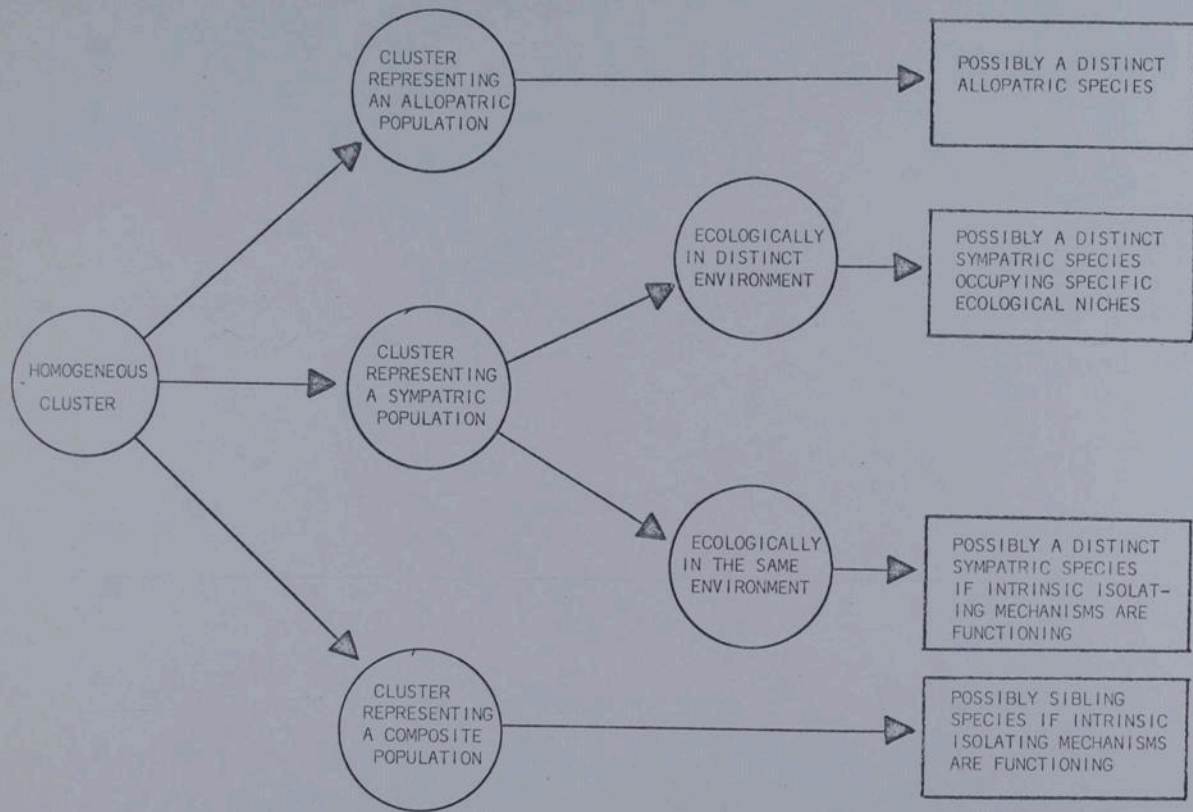 CLUSTER
REPRESENTING
AN ALLOPATRIC
POPULATION
POSSIBLY A DISTINCT
ALLOPATRIC SPECIES
ECOLOGICALLY
IN DISTINCT
ENVIRONMENT
POSSIBLY A DISTINCT
SYMPATRIC SPECIES
OCCUPYING SPECIFIC
ECOLOGICAL NICHES
HOMOGENEOUS
CLUSTER
CLUSTER
REPRESENTING
A SYMPATRIC
POPULATION
ECOLOGICALLY
IN THE SAME
ENVIRONMENT
POSSIBLY A DISTINCT
SYMPATRIC SPECIES
IF INTRINSIC ISOLAT-
ING MECHANISMS ARE
FUNCTIONING
CLUSTER
REPRESENTING
A COMPOSITE
POPULATION
POSSIBLY SIBLING
SPECIES IF INTRINSIC
ISOLATING MECHANISMS
ARE FUNCTIONING